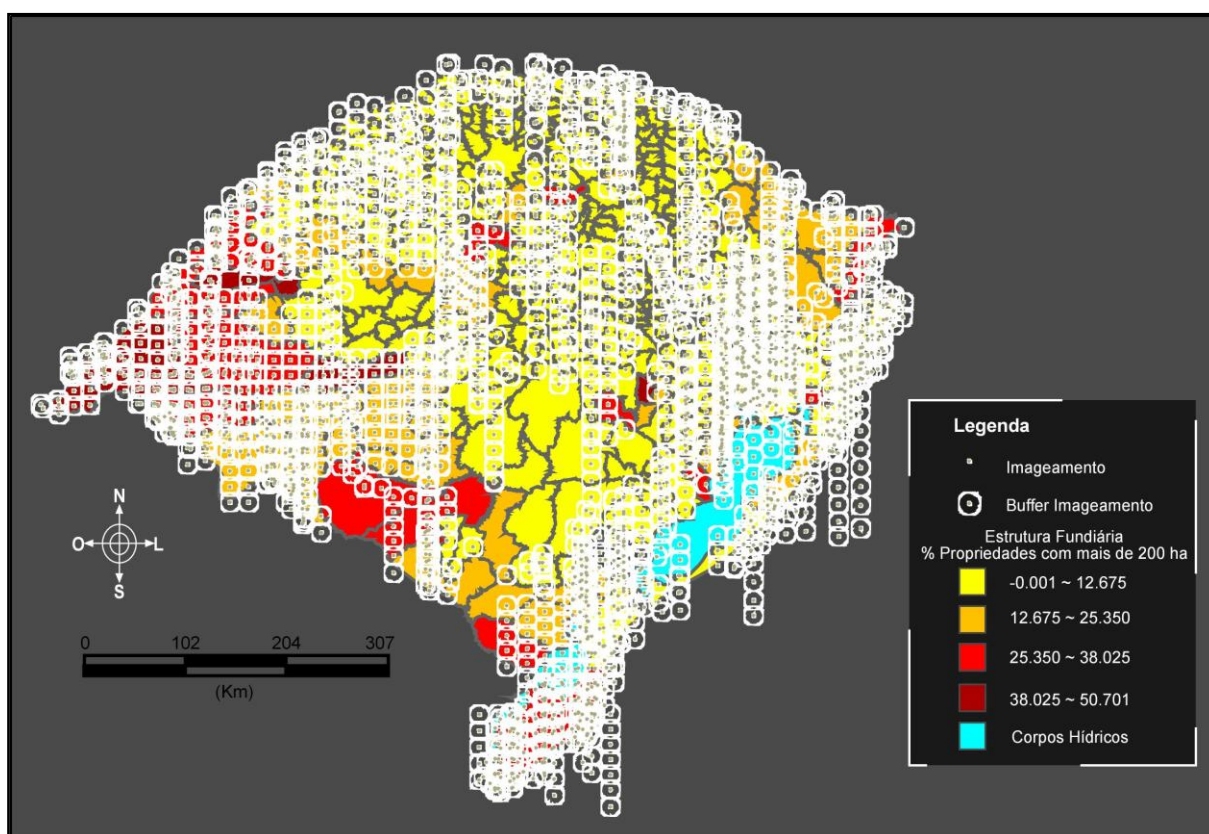 Legenda
Imageamento
Buffer Imageamento
Estrutura Fundiária
% Propriedades com mais de 200 ha
-0.001 ~ 12.675
12.675 ~ 25.350
25.350 ~ 38.025
38.025 ~ 50.701
Corpos Hídricos
N
O L
S
0 102 204 307
(Km)